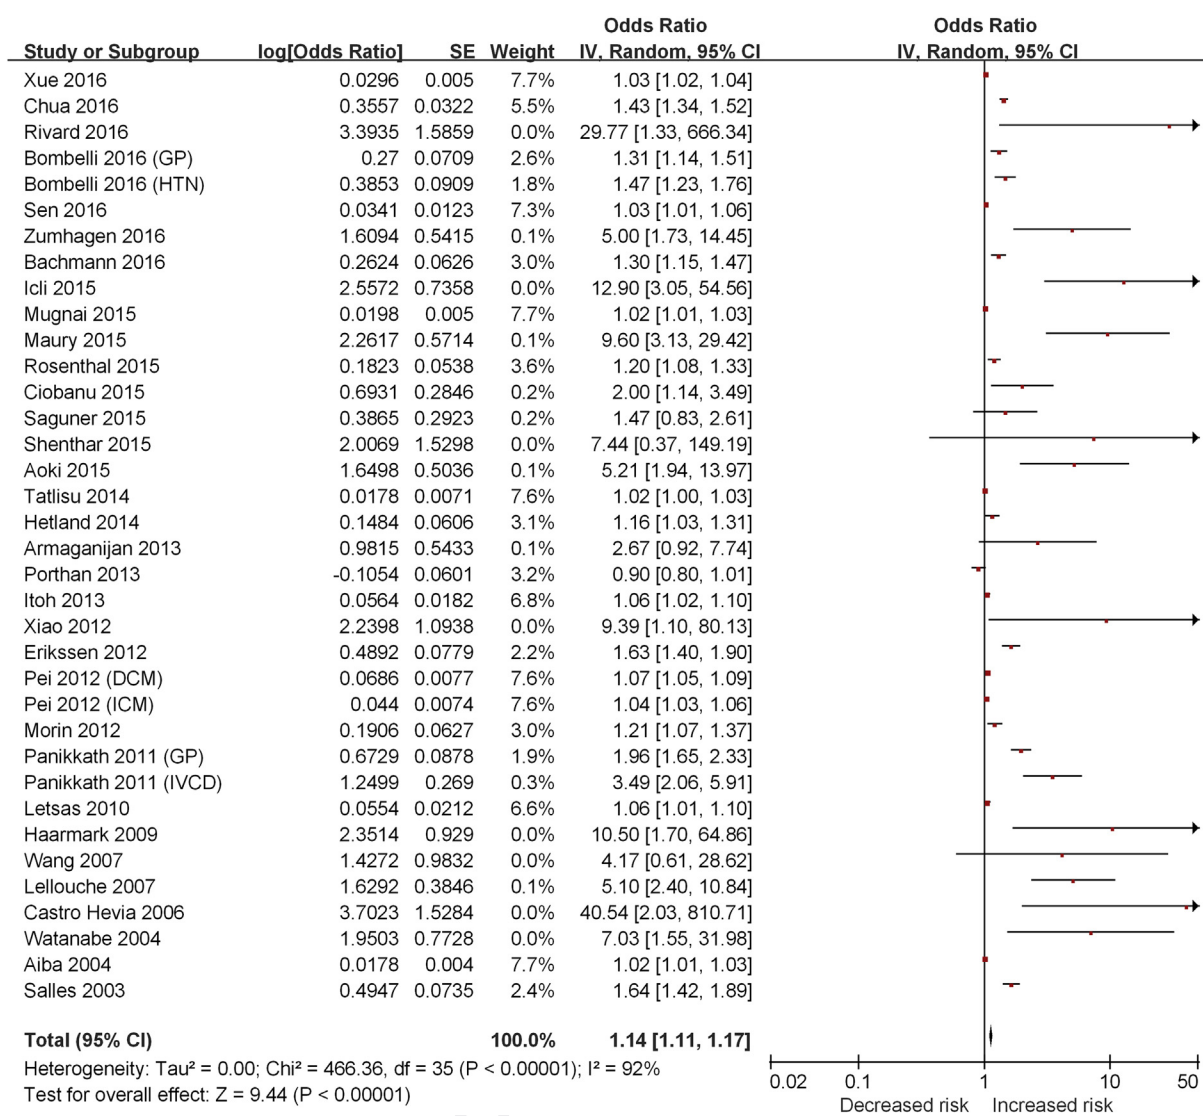 Odds Ratio Odds Ratio
Study or Subgroup log[Odds Ratio] SE Weight IV, Random, 95% CI IV, Random, 95% CI
Xue 2016 0.0296 0.005 7.7% 1.03 [1.02, 1.04]
Chua 2016 0.3557 0.0322 5.5% 1.43 [1.34, 1.52]
Rivard 2016 3.3935 1.5859 0.0% 29.77 [1.33, 666.34]
Bombelli 2016 (GP) 0.27 0.0709 2.6% 1.31 [1.14, 1.51]
Bombelli 2016 (HTN) 0.3853 0.0909 1.8% 1.47 [1.23, 1.76]
Sen 2016 0.0341 0.0123 7.3% 1.03 [1.01, 1.06]
Zumhagen 2016 1.6094 0.5415 0.1% 5.00 [1.73, 14.45]
Bachmann 2016 0.2624 0.0626 3.0% 1.30 [1.15, 1.47]
Icli 2015 2.5572 0.7358 0.0% 12.90 [3.05, 54.56]
Mugnai 2015 0.0198 0.005 7.7% 1.02 [1.01, 1.03]
Maury 2015 2.2617 0.5714 0.1% 9.60 [3.13, 29.42]
Rosenthal 2015 0.1823 0.0538 3.6% 1.20 [1.08, 1.33]
Ciobanu 2015 0.6931 0.2846 0.2% 2.00 [1.14, 3.49]
Saguner 2015 0.3865 0.2923 0.2% 1.47 [0.83, 2.61]
Shenthar 2015 2.0069 1.5298 0.0% 7.44 [0.37, 149.19]
Aoki 2015 1.6498 0.5036 0.1% 5.21 [1.94, 13.97]
Tatlisu 2014 0.0178 0.0071 7.6% 1.02 [1.00, 1.03]
Hetland 2014 0.1484 0.0606 3.1% 1.16 [1.03, 1.31]
Armaganijan 2013 0.9815 0.5433 0.1% 2.67 [0.92, 7.74]
Porthan 2013 -0.1054 0.0601 3.2% 0.90 [0.80, 1.01]
Itoh 2013 0.0564 0.0182 6.8% 1.06 [1.02, 1.10]
Xiao 2012 2.2398 1.0938 0.0% 9.39 [1.10, 80.13]
Erikssen 2012 0.4892 0.0779 2.2% 1.63 [1.40, 1.90]
Pei 2012 (DCM) 0.0686 0.0077 7.6% 1.07 [1.05, 1.09]
Pei 2012 (ICM) 0.044 0.0074 7.6% 1.04 [1.03, 1.06]
Morin 2012 0.1906 0.0627 3.0% 1.21 [1.07, 1.37]
Panikkath 2011 (GP) 0.6729 0.0878 1.9% 1.96 [1.65, 2.33]
Panikkath 2011 (IVCD) 1.2499 0.269 0.3% 3.49 [2.06, 5.91]
Letsas 2010 0.0554 0.0212 6.6% 1.06 [1.01, 1.10]
Haarmark 2009 2.3514 0.929 0.0% 10.50 [1.70, 64.86]
Wang 2007 1.4272 0.9832 0.0% 4.17 [0.61, 28.62]
Lellouche 2007 1.6292 0.3846 0.1% 5.10 [2.40, 10.84]
Castro Hevia 2006 3.7023 1.5284 0.0% 40.54 [2.03, 810.71]
Watanabe 2004 1.9503 0.7728 0.0% 7.03 [1.55, 31.98]
Aiba 2004 0.0178 0.004 7.7% 1.02 [1.01, 1.03]
Salles 2003 0.4947 0.0735 2.4% 1.64 [1.42, 1.89]
Total (95% CI) 100.0% 1.14 [1.11, 1.17]
Heterogeneity: Tau² = 0.00; Chi² = 466.36, df = 35 (P < 0.00001); I² = 92%
Test for overall effect: Z = 9.44 (P < 0.00001)
0.02 0.1 1 10 50
Decreased risk Increased risk